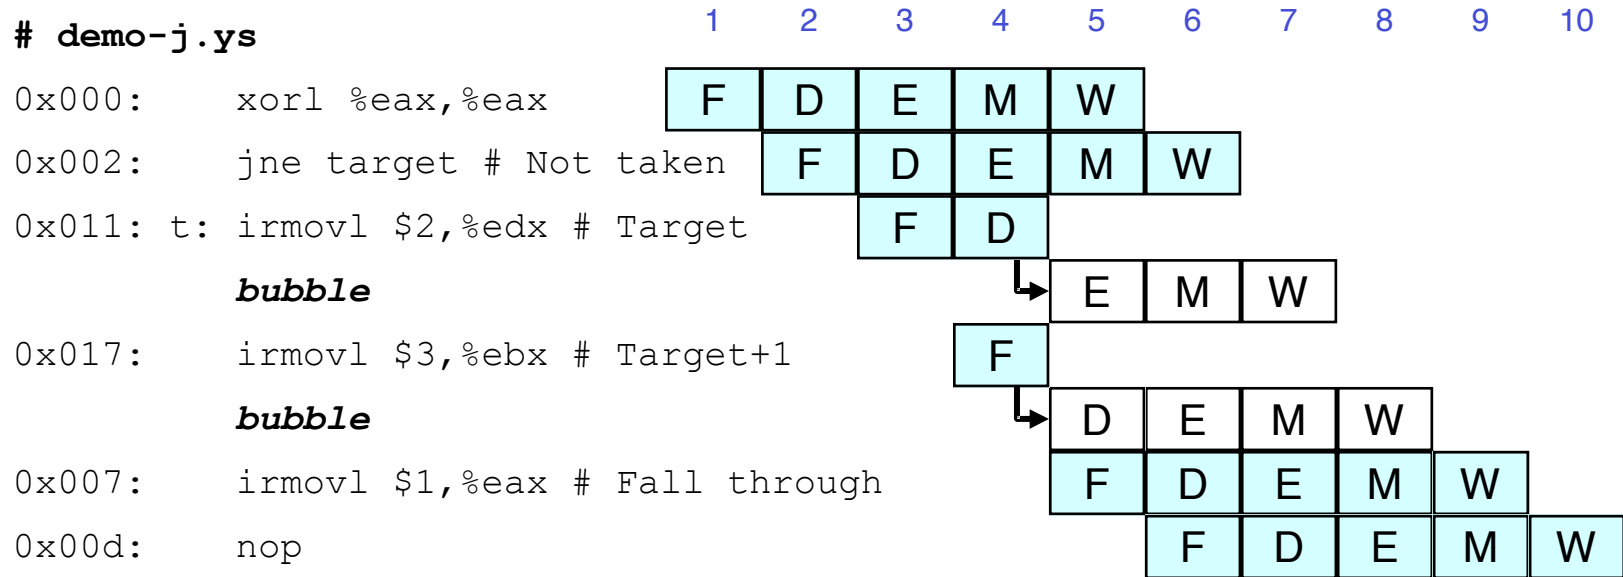 1 2 3 4 5 6 7 8 9 10
# demo-j.ys
0x000: xorl %eax,%eax F D E M W
0x002: jne target # Not taken F D E M W
0x011: t: irmovl $2,%edx # Target F D
bubble E M W
0x017: irmovl $3,%ebx # Target+1 F
bubble D E M W
0x007: irmovl $1,%eax # Fall through F D E M W
0x00d: nop F D E M W